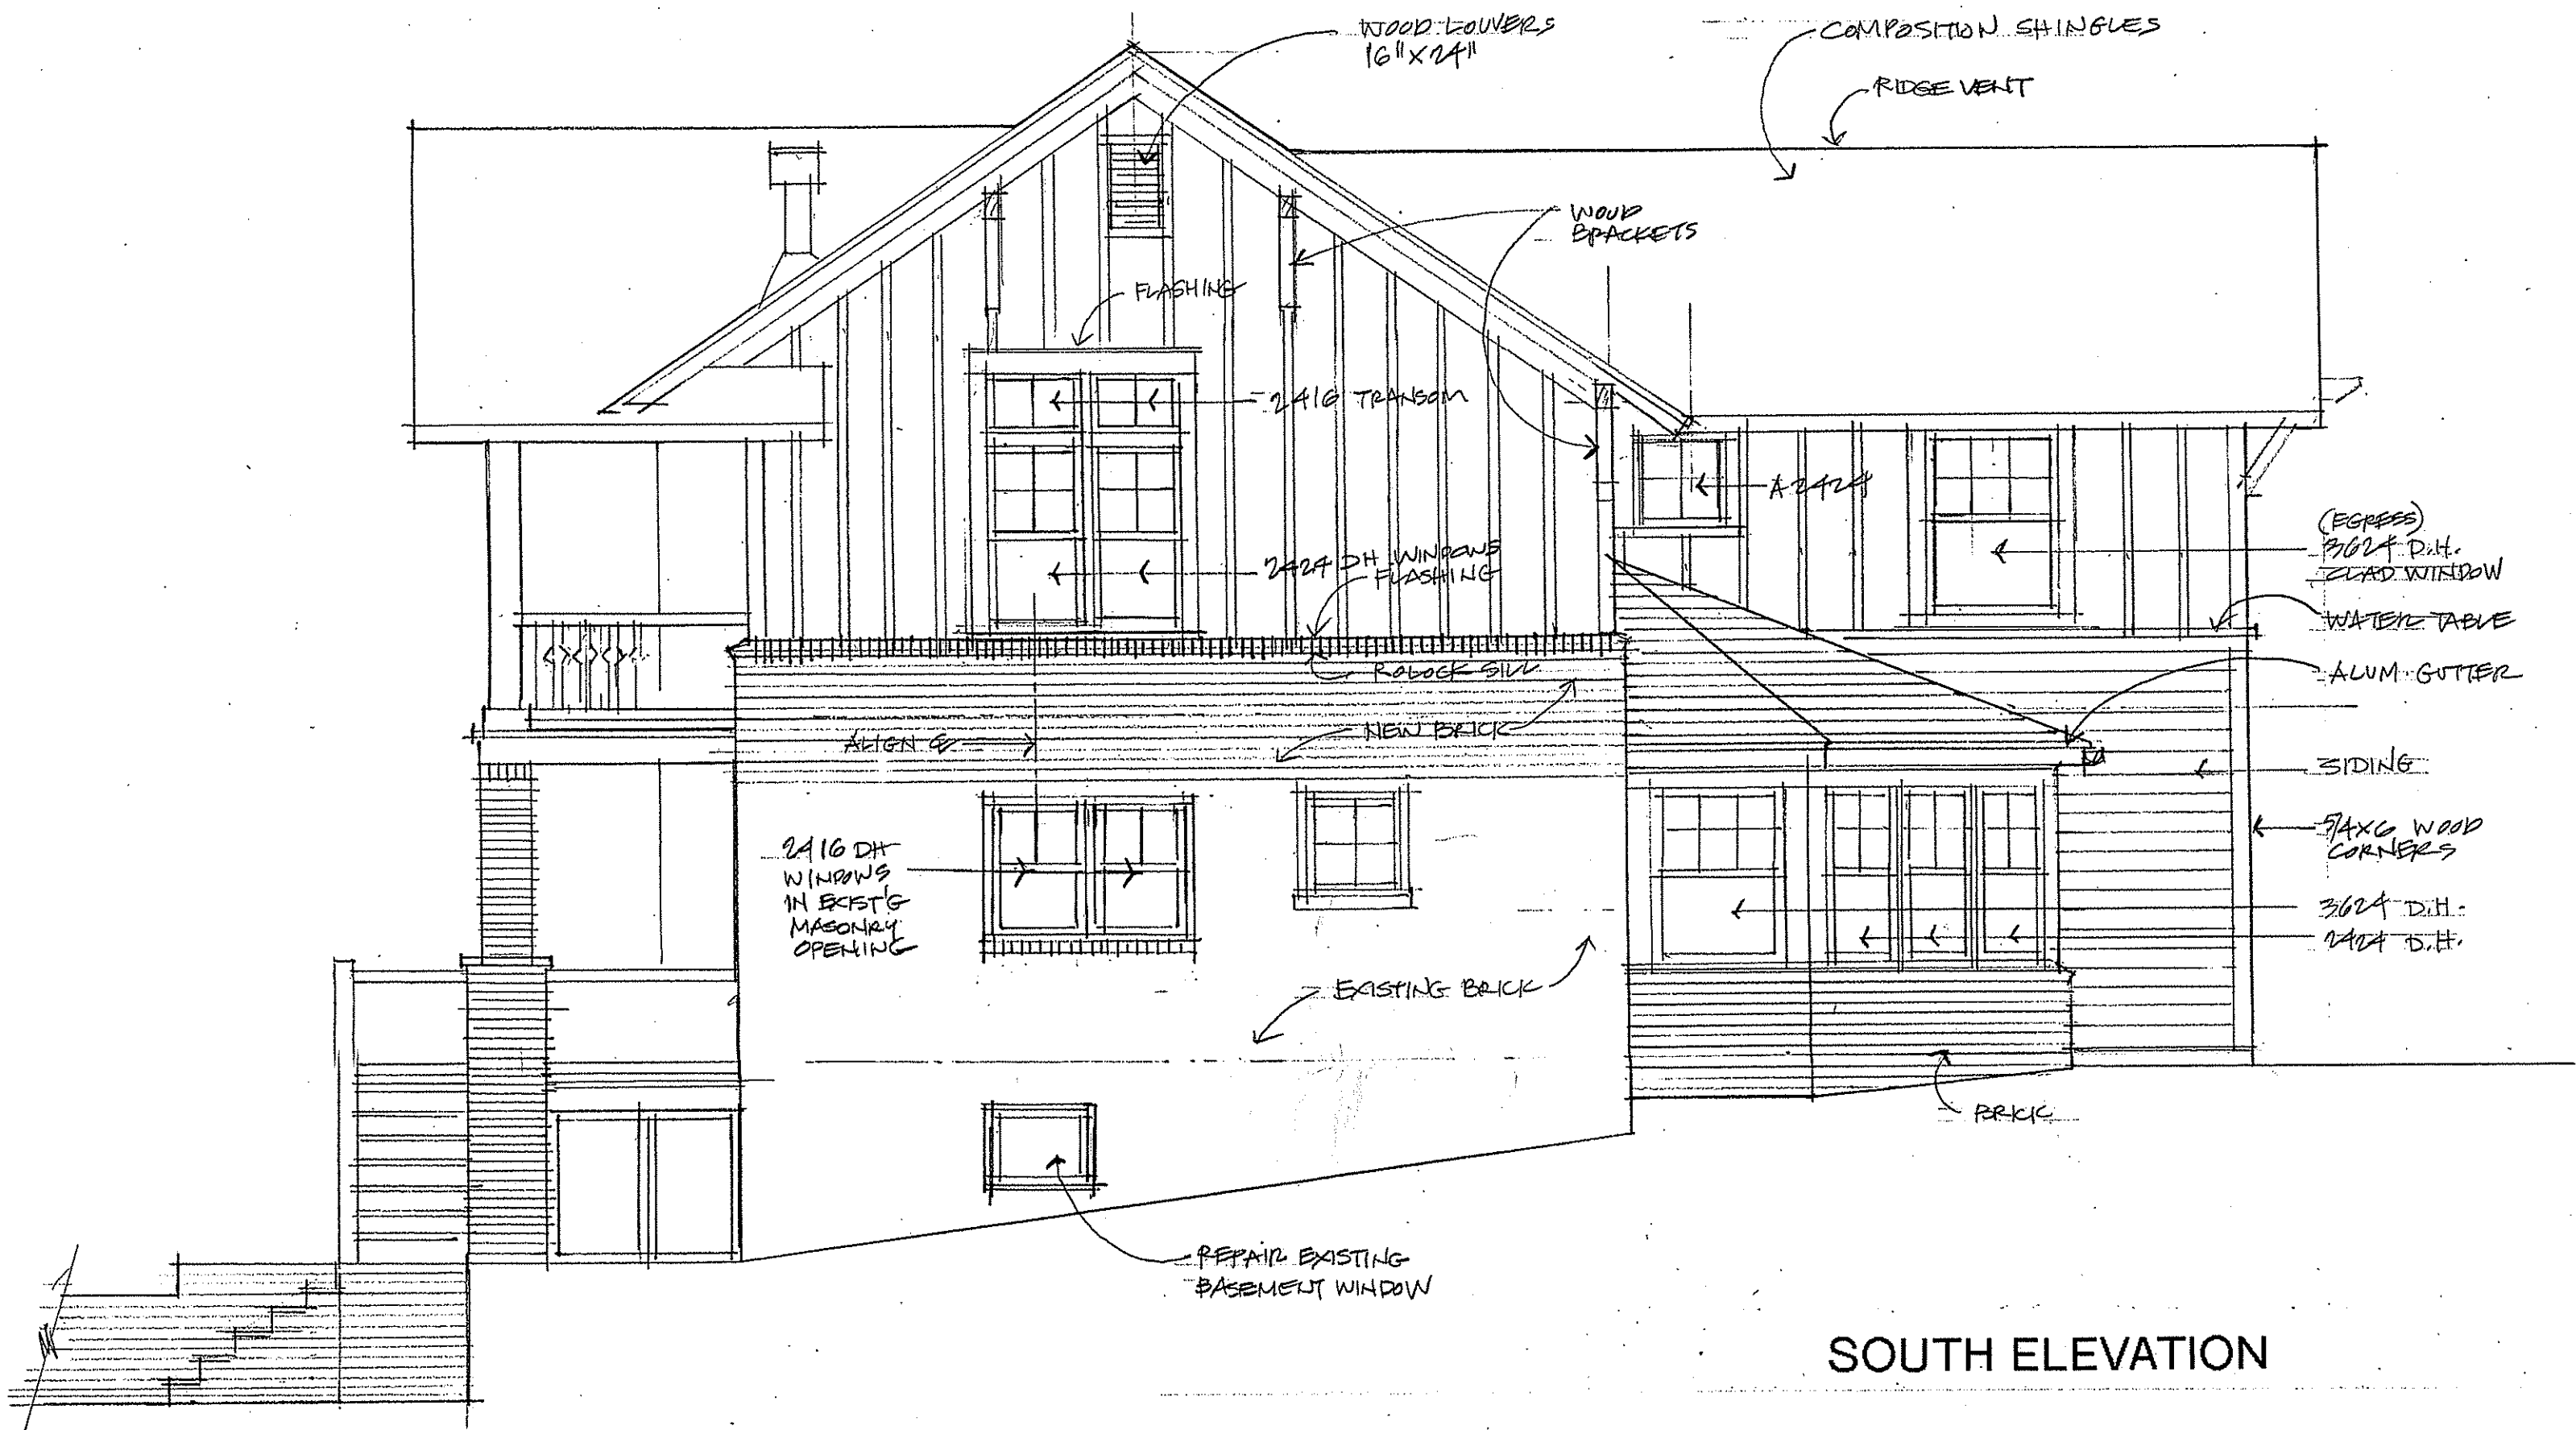 WOOD LOUVERS
16"X24"
COMPOSITION SHINGLES
RIDGE VENT
WOOD
BRACKETS
FLASHING
2416 TRANSOM
A2424
2424 DH WINDOWS
FLASHING
(EGRESS)
3624 D.H.
CLAD WINDOW
WATER TABLE
ROLOCK SILL
ALUM. GUTTER
NEW BRICK
ALIGN ℄
SIDING
5/4X6 WOOD
CORNERS
2416 DH
WINDOWS
IN EXIST'G
MASONRY
OPENING
3624 D.H.
2424 D.H.
EXISTING BRICK
BRICK
REPAIR EXISTING
BASEMENT WINDOW
SOUTH ELEVATION